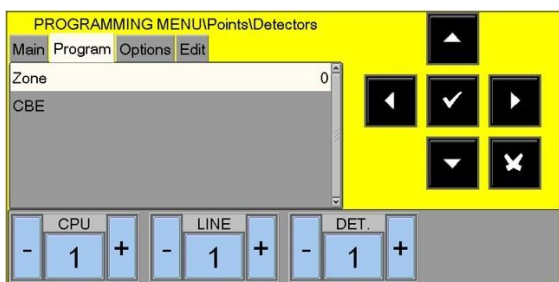 PROGRAMMING MENU\Points\Detectors
Main Program Options Edit
Zone 0
CBE
CPU LINE DET.
- 1 + - 1 + - 1 +